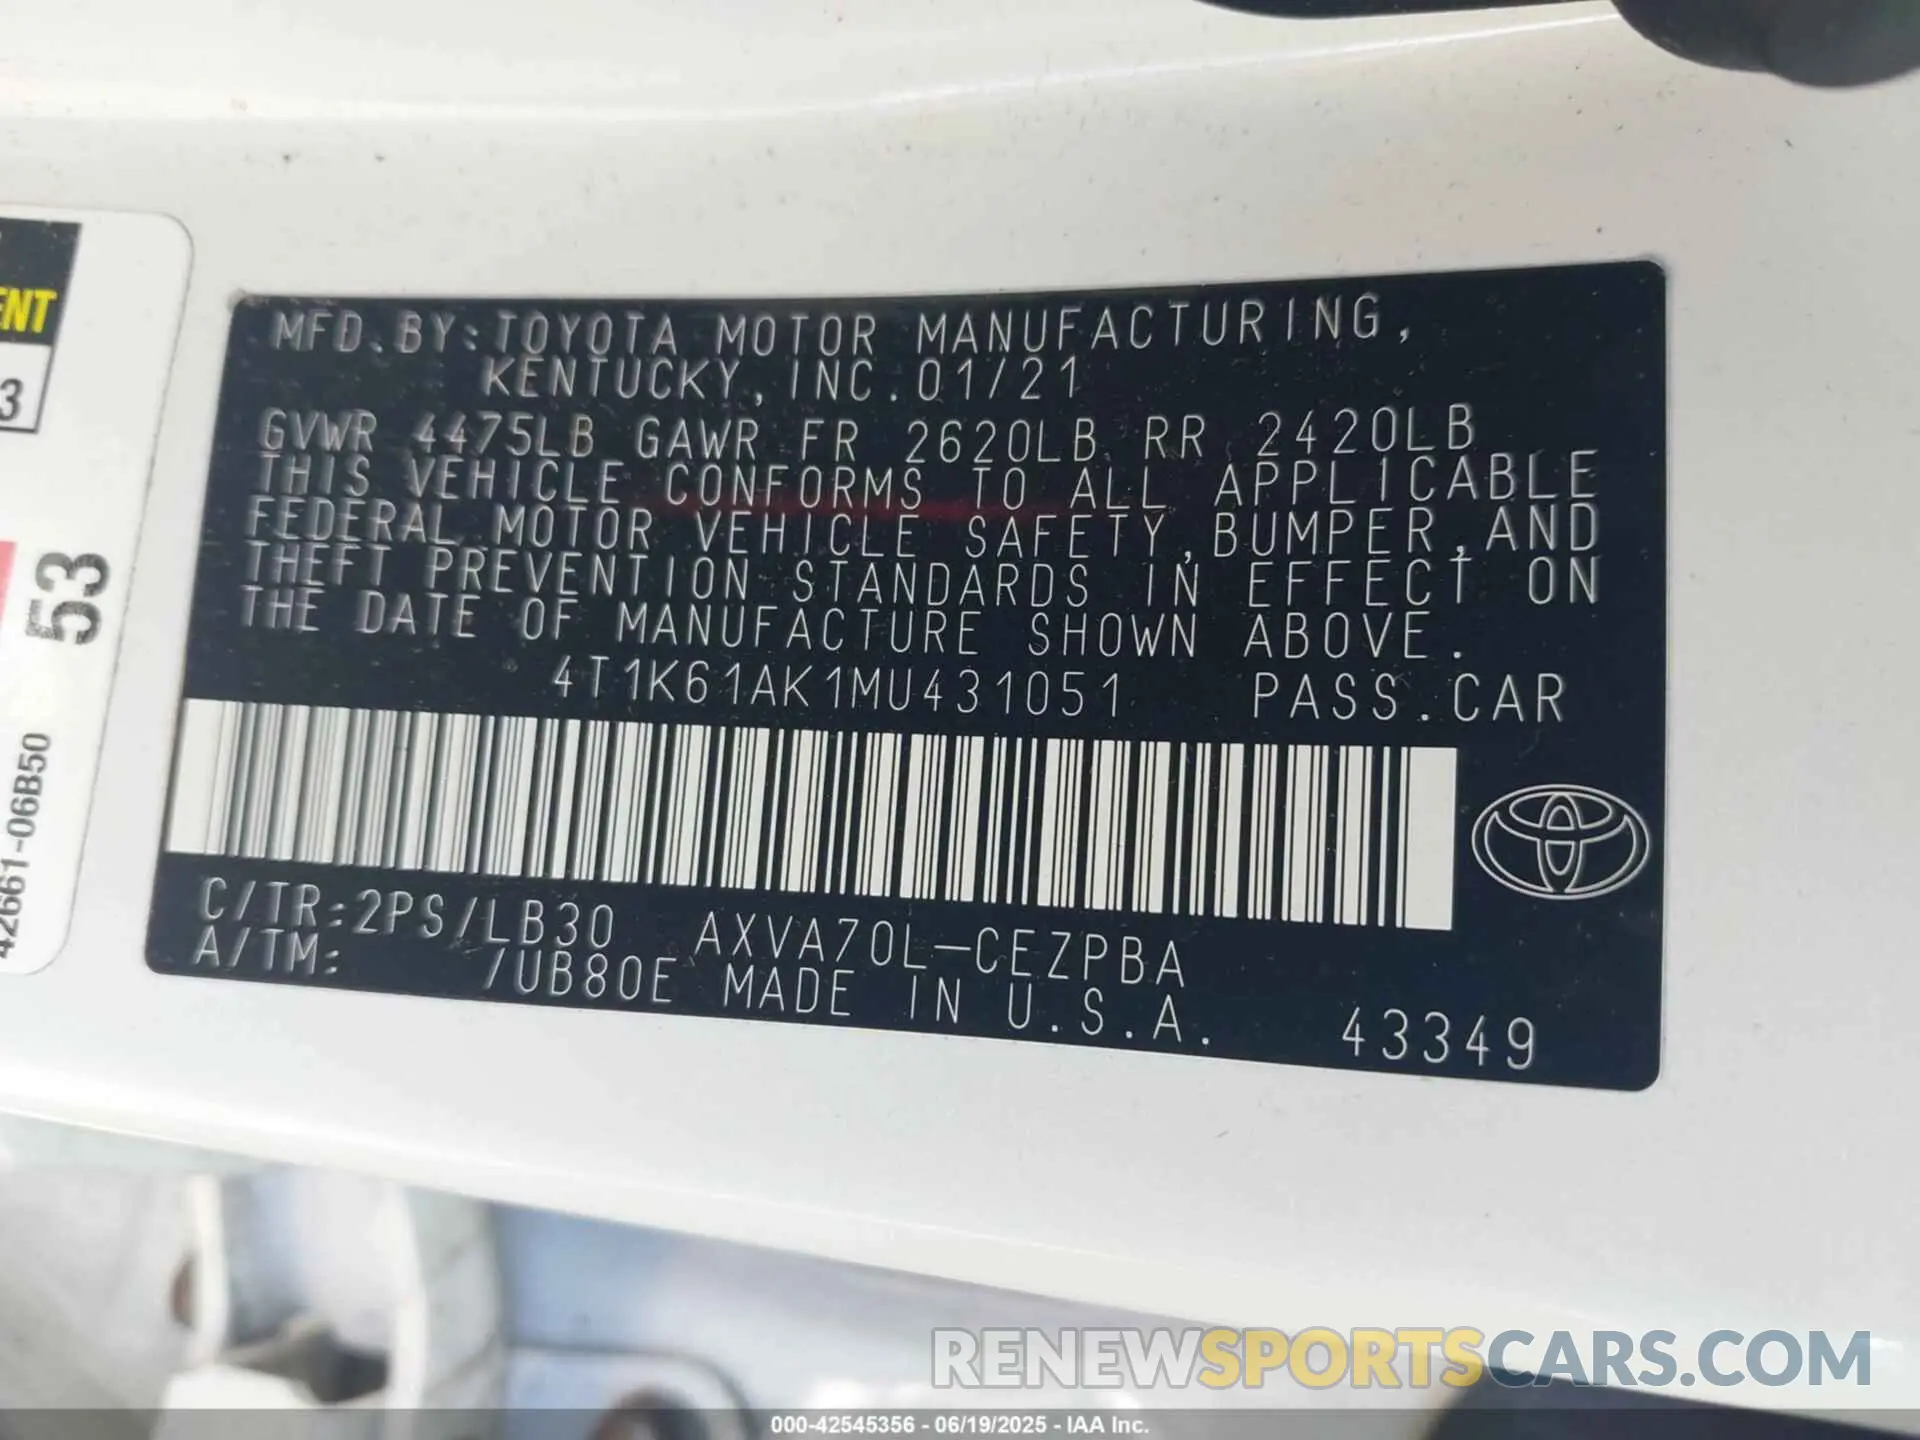 MFD.BY:TOYOTA MOTOR MANUFACTURING,
KENTUCKY,INC.01/21
GVWR 4475LB GAWR FR 2620LB RR 2420LB
THIS VEHICLE CONFORMS TO ALL APPLICABLE
FEDERAL MOTOR VEHICLE SAFETY,BUMPER,AND
THEFT PREVENTION STANDARDS IN EFFECT ON
THE DATE OF MANUFACTURE SHOWN ABOVE.
4T1K61AK1MU431051 PASS.CAR
C/TR:2PS/LB30 AXVA70L-CEZPBA
A/TM: /UB80E MADE IN U.S.A.
43349
53
42661-06B50
RENEWSPORTSCARS.COM
000-42545356 - 06/19/2025 - IAA Inc.